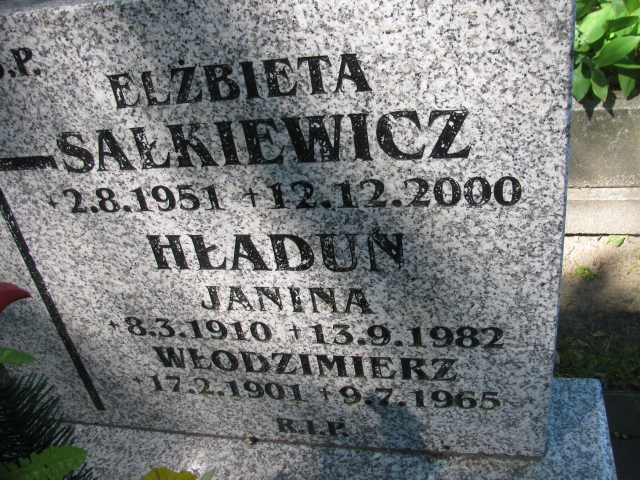 Ś.P.
ELŻBIETA
SAŁKIEWICZ
*2.8.1951 +12.12.2000
HŁADUŃ
JANINA
*8.3.1910 +13.9.1982
WŁODZIMIERZ
*17.2.1901 +9.7.1965
R.I.P.